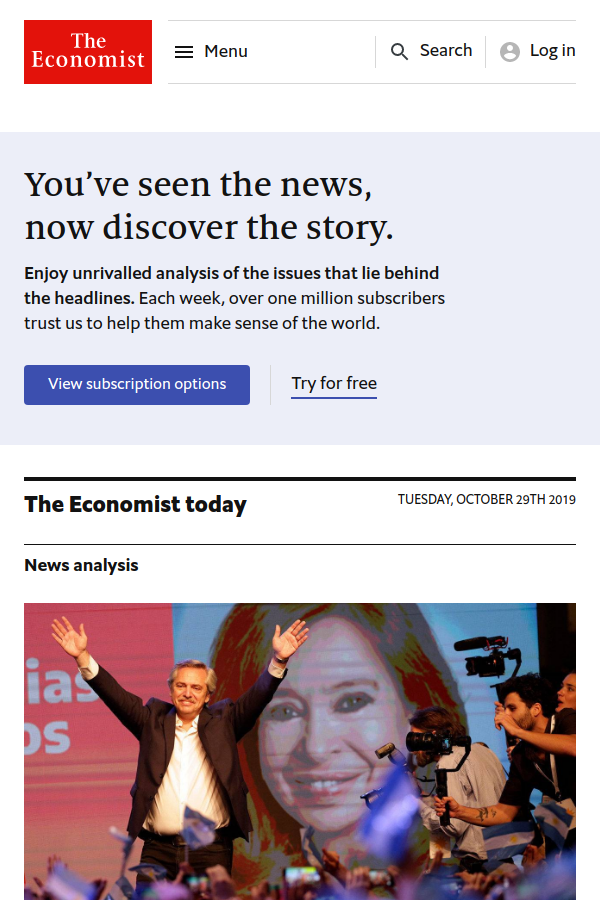 The
Economist
Menu
Search
Log in
You've seen the news,
now discover the story.
Enjoy unrivalled analysis of the issues that lie behind
the headlines. Each week, over one million subscribers
trust us to help them make sense of the world.
View subscription options
Try for free
The Economist today
TUESDAY, OCTOBER 29TH 2019
News analysis
ias
os